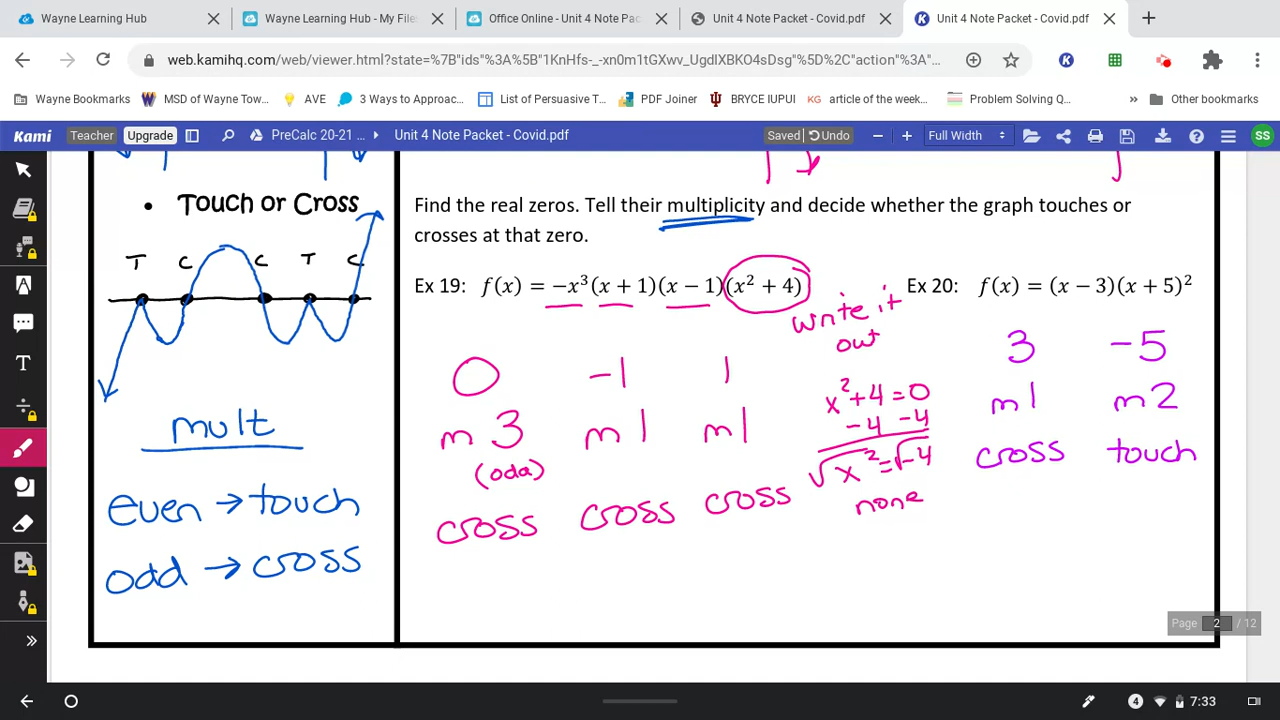 Wayne Learning Hub
Wayne Learning Hub - My File
Office Online - Unit 4 Note Pac
Unit 4 Note Packet - Covid.pdf
Unit 4 Note Packet - Covid.pdf
web.kamihq.com/web/viewer.html?state=%7B"ids"%3A%5B"1KnHfs-_-xn0m1tGXwv_UgdIXBKO4sDsg"%5D%2C"action"%3A"...
Wayne Bookmarks
MSD of Wayne Tow...
AVE
3 Ways to Approac...
List of Persuasive T...
PDF Joiner
BRYCE IUPUI
KG article of the week...
Problem Solving Q...
» Other bookmarks
Kami Teacher Upgrade
PreCalc 20-21 ...
Unit 4 Note Packet - Covid.pdf
Saved Undo
Full Width
SS
• Touch or Cross
T C C T C
mult
even → touch
odd → cross
Find the real zeros. Tell their multiplicity and decide whether the graph touches or
crosses at that zero.
Ex 19: f(x) = −x³(x + 1)(x − 1)(x² + 4)
write it
out
0 -1 1
m 3 m 1 m 1
(odd)
cross cross cross
x²+4=0
-4 -4
√x²=√-4
none
Ex 20: f(x) = (x − 3)(x + 5)²
3 -5
m 1 m 2
cross touch
Page 2 / 12
4 7:33